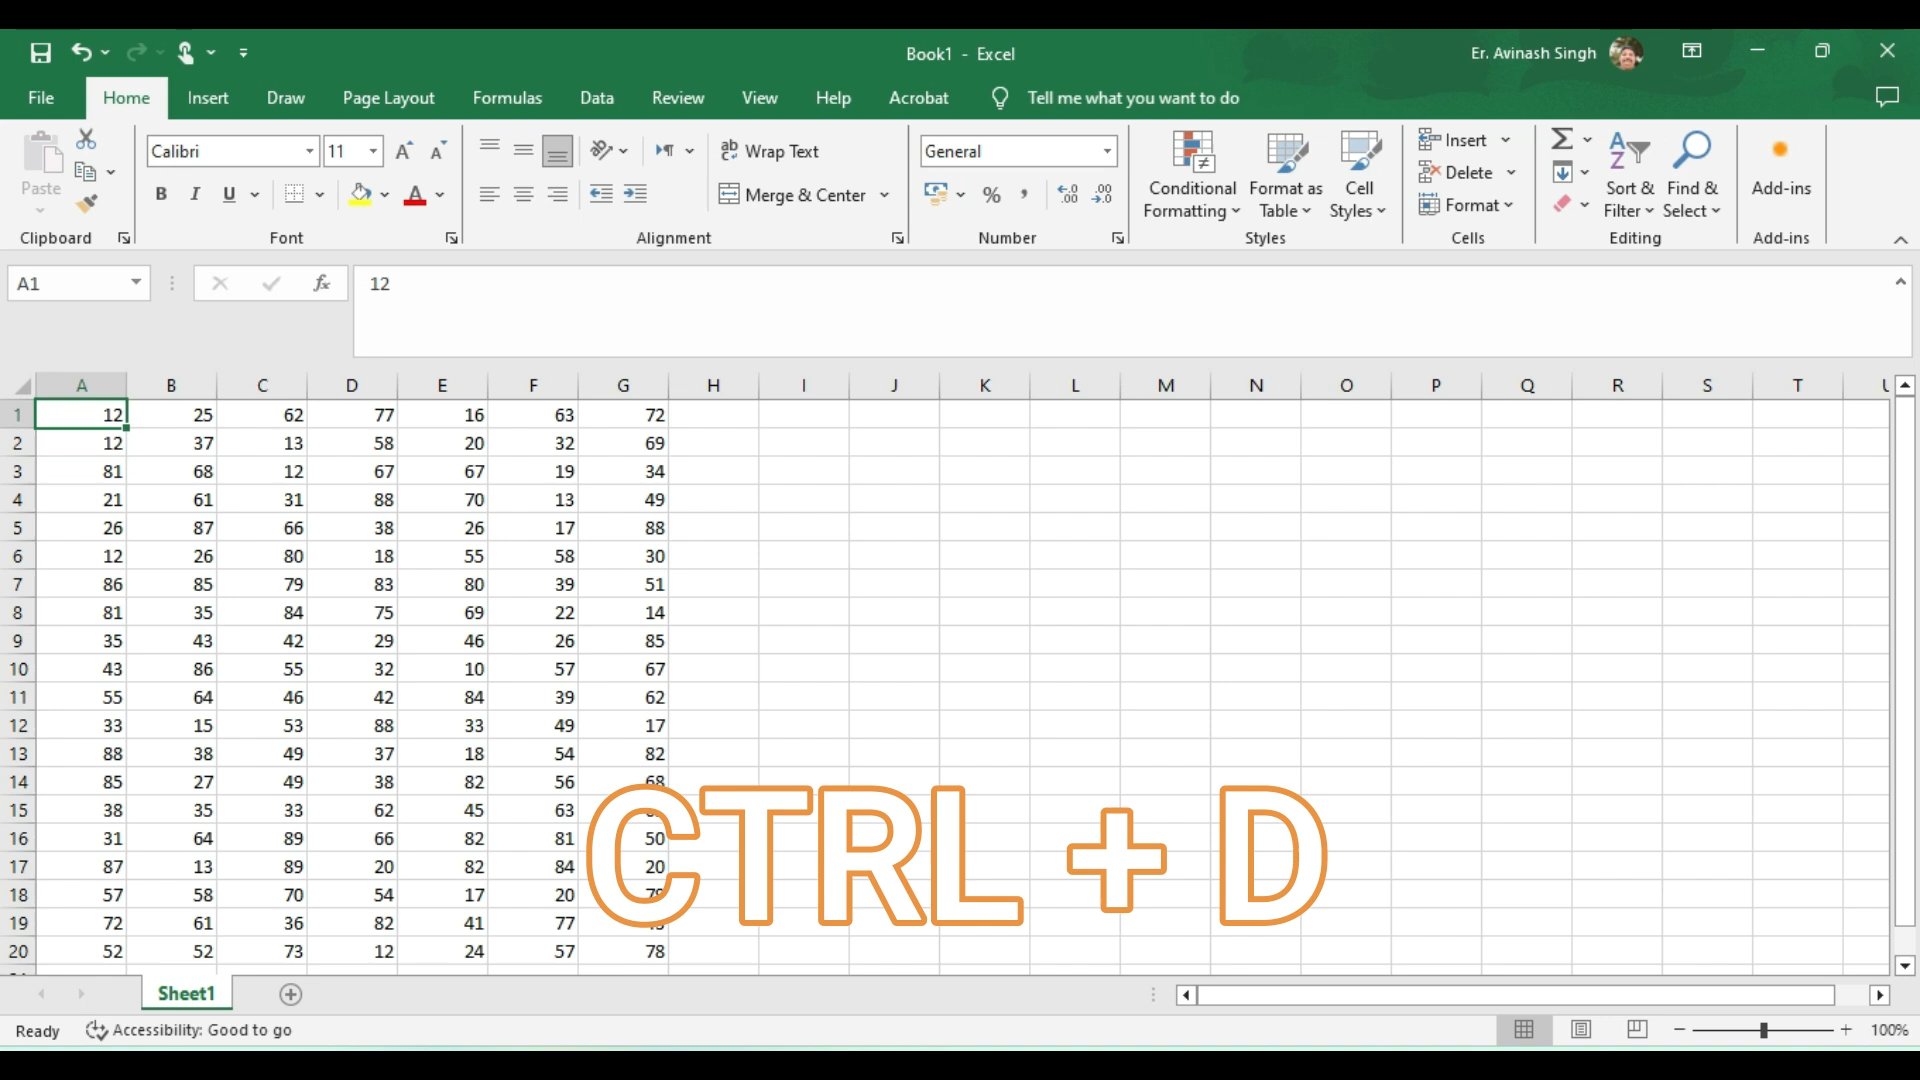 Book1 - Excel
Er. Avinash Singh
File Home Insert Draw Page Layout Formulas Data Review View Help Acrobat Tell me what you want to do
Paste
Clipboard
Calibri 11
B I U A
Font
ab Wrap Text
Merge & Center
Alignment
General
% , .00
Number
Conditional Formatting
Format as Table
Cell Styles
Styles
Insert
Delete
Format
Cells
Sort & Filter
Find & Select
Editing
Add-ins
Add-ins
A1 fx 12
A B C D E F G H I J K L M N O P Q R S T
1 12 25 62 77 16 63 72
2 12 37 13 58 20 32 69
3 81 68 12 67 67 19 34
4 21 61 31 88 70 13 49
5 26 87 66 38 26 17 88
6 12 26 80 18 55 58 30
7 86 85 79 83 80 39 51
8 81 35 84 75 69 22 14
9 35 43 42 29 46 26 85
10 43 86 55 32 10 57 67
11 55 64 46 42 84 39 62
12 33 15 53 88 33 49 17
13 88 38 49 37 18 54 82
14 85 27 49 38 82 56 68
15 38 35 33 62 45 63
16 31 64 89 66 82 81 50
17 87 13 89 20 82 84 20
18 57 58 70 54 17 20
19 72 61 36 82 41 77
20 52 52 73 12 24 57 78
CTRL + D
Sheet1
Ready Accessibility: Good to go
100%